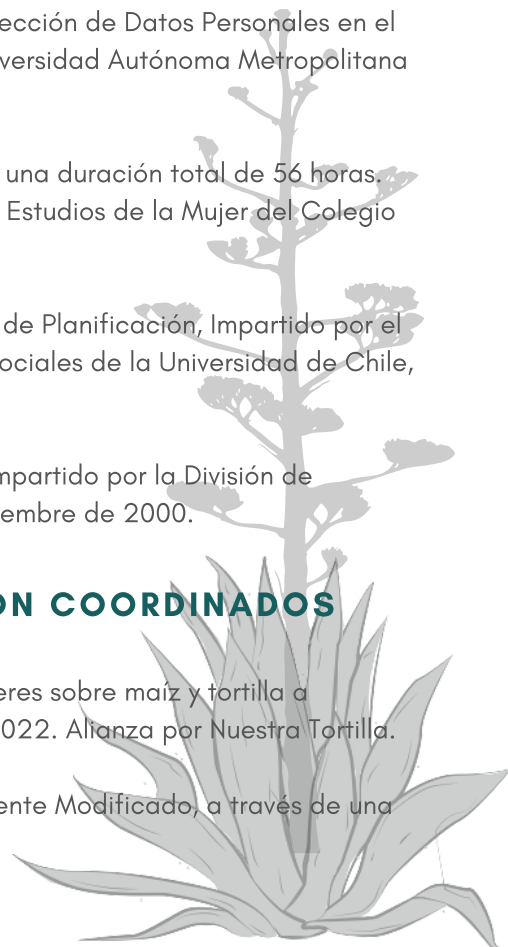 ección de Datos Personales en el
versidad Autónoma Metropolitana
una duración total de 56 horas.
Estudios de la Mujer del Colegio
de Planificación, Impartido por el
ociales de la Universidad de Chile,
mpartido por la División de
embre de 2000.
ON COORDINADOS
eres sobre maíz y tortilla a
022. Alianza por Nuestra Tortilla.
ente Modificado, a través de una